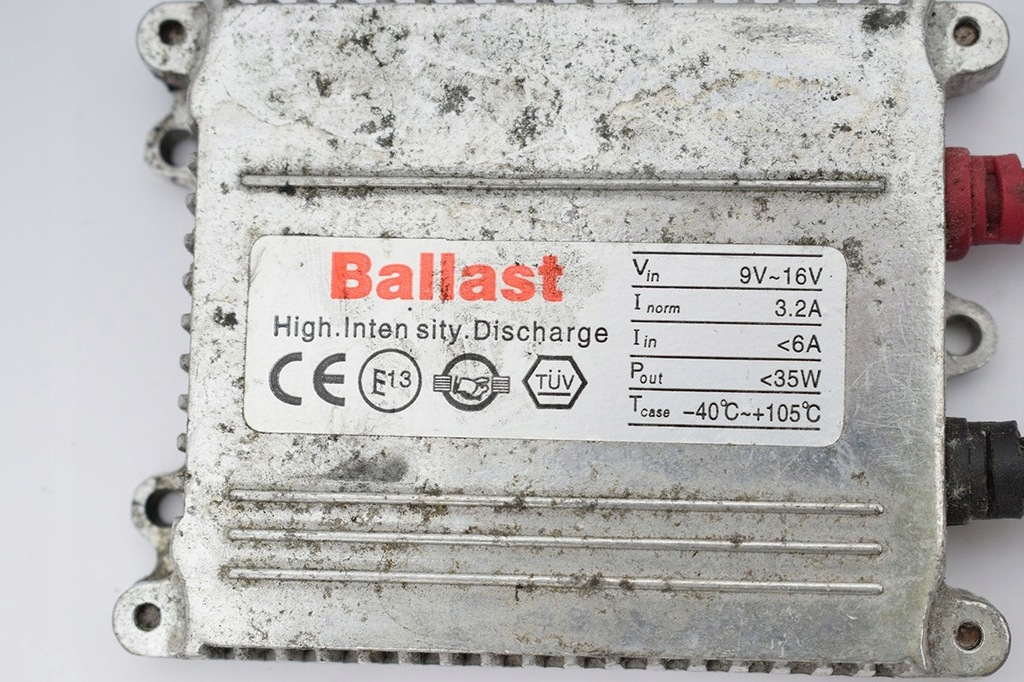 Ballast
High.Inten sity.Discharge
CE E13 TÜV
Vin 9V~16V
I norm 3.2A
I in <6A
Pout <35W
Tcase -40℃~+105℃